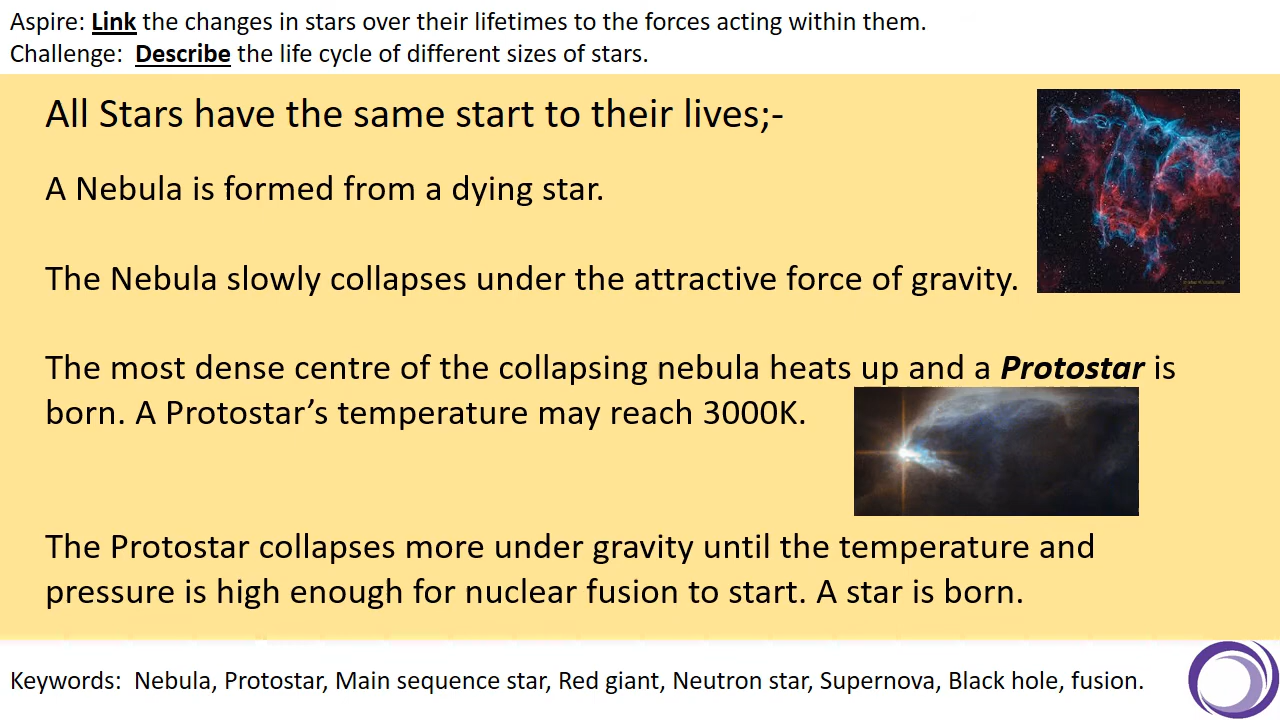 Aspire: Link the changes in stars over their lifetimes to the forces acting within them.
Challenge: Describe the life cycle of different sizes of stars.
All Stars have the same start to their lives;-
A Nebula is formed from a dying star.
The Nebula slowly collapses under the attractive force of gravity.
The most dense centre of the collapsing nebula heats up and a Protostar is
born. A Protostar’s temperature may reach 3000K.
The Protostar collapses more under gravity until the temperature and
pressure is high enough for nuclear fusion to start. A star is born.
Keywords: Nebula, Protostar, Main sequence star, Red giant, Neutron star, Supernova, Black hole, fusion.